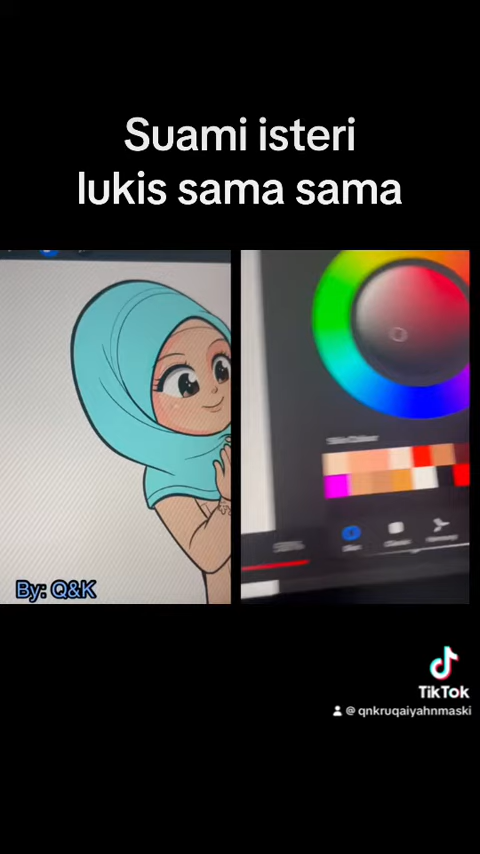 Suami isteri
lukis sama sama
By: Q&K
TikTok
@ qnkruqaiyahnmaski